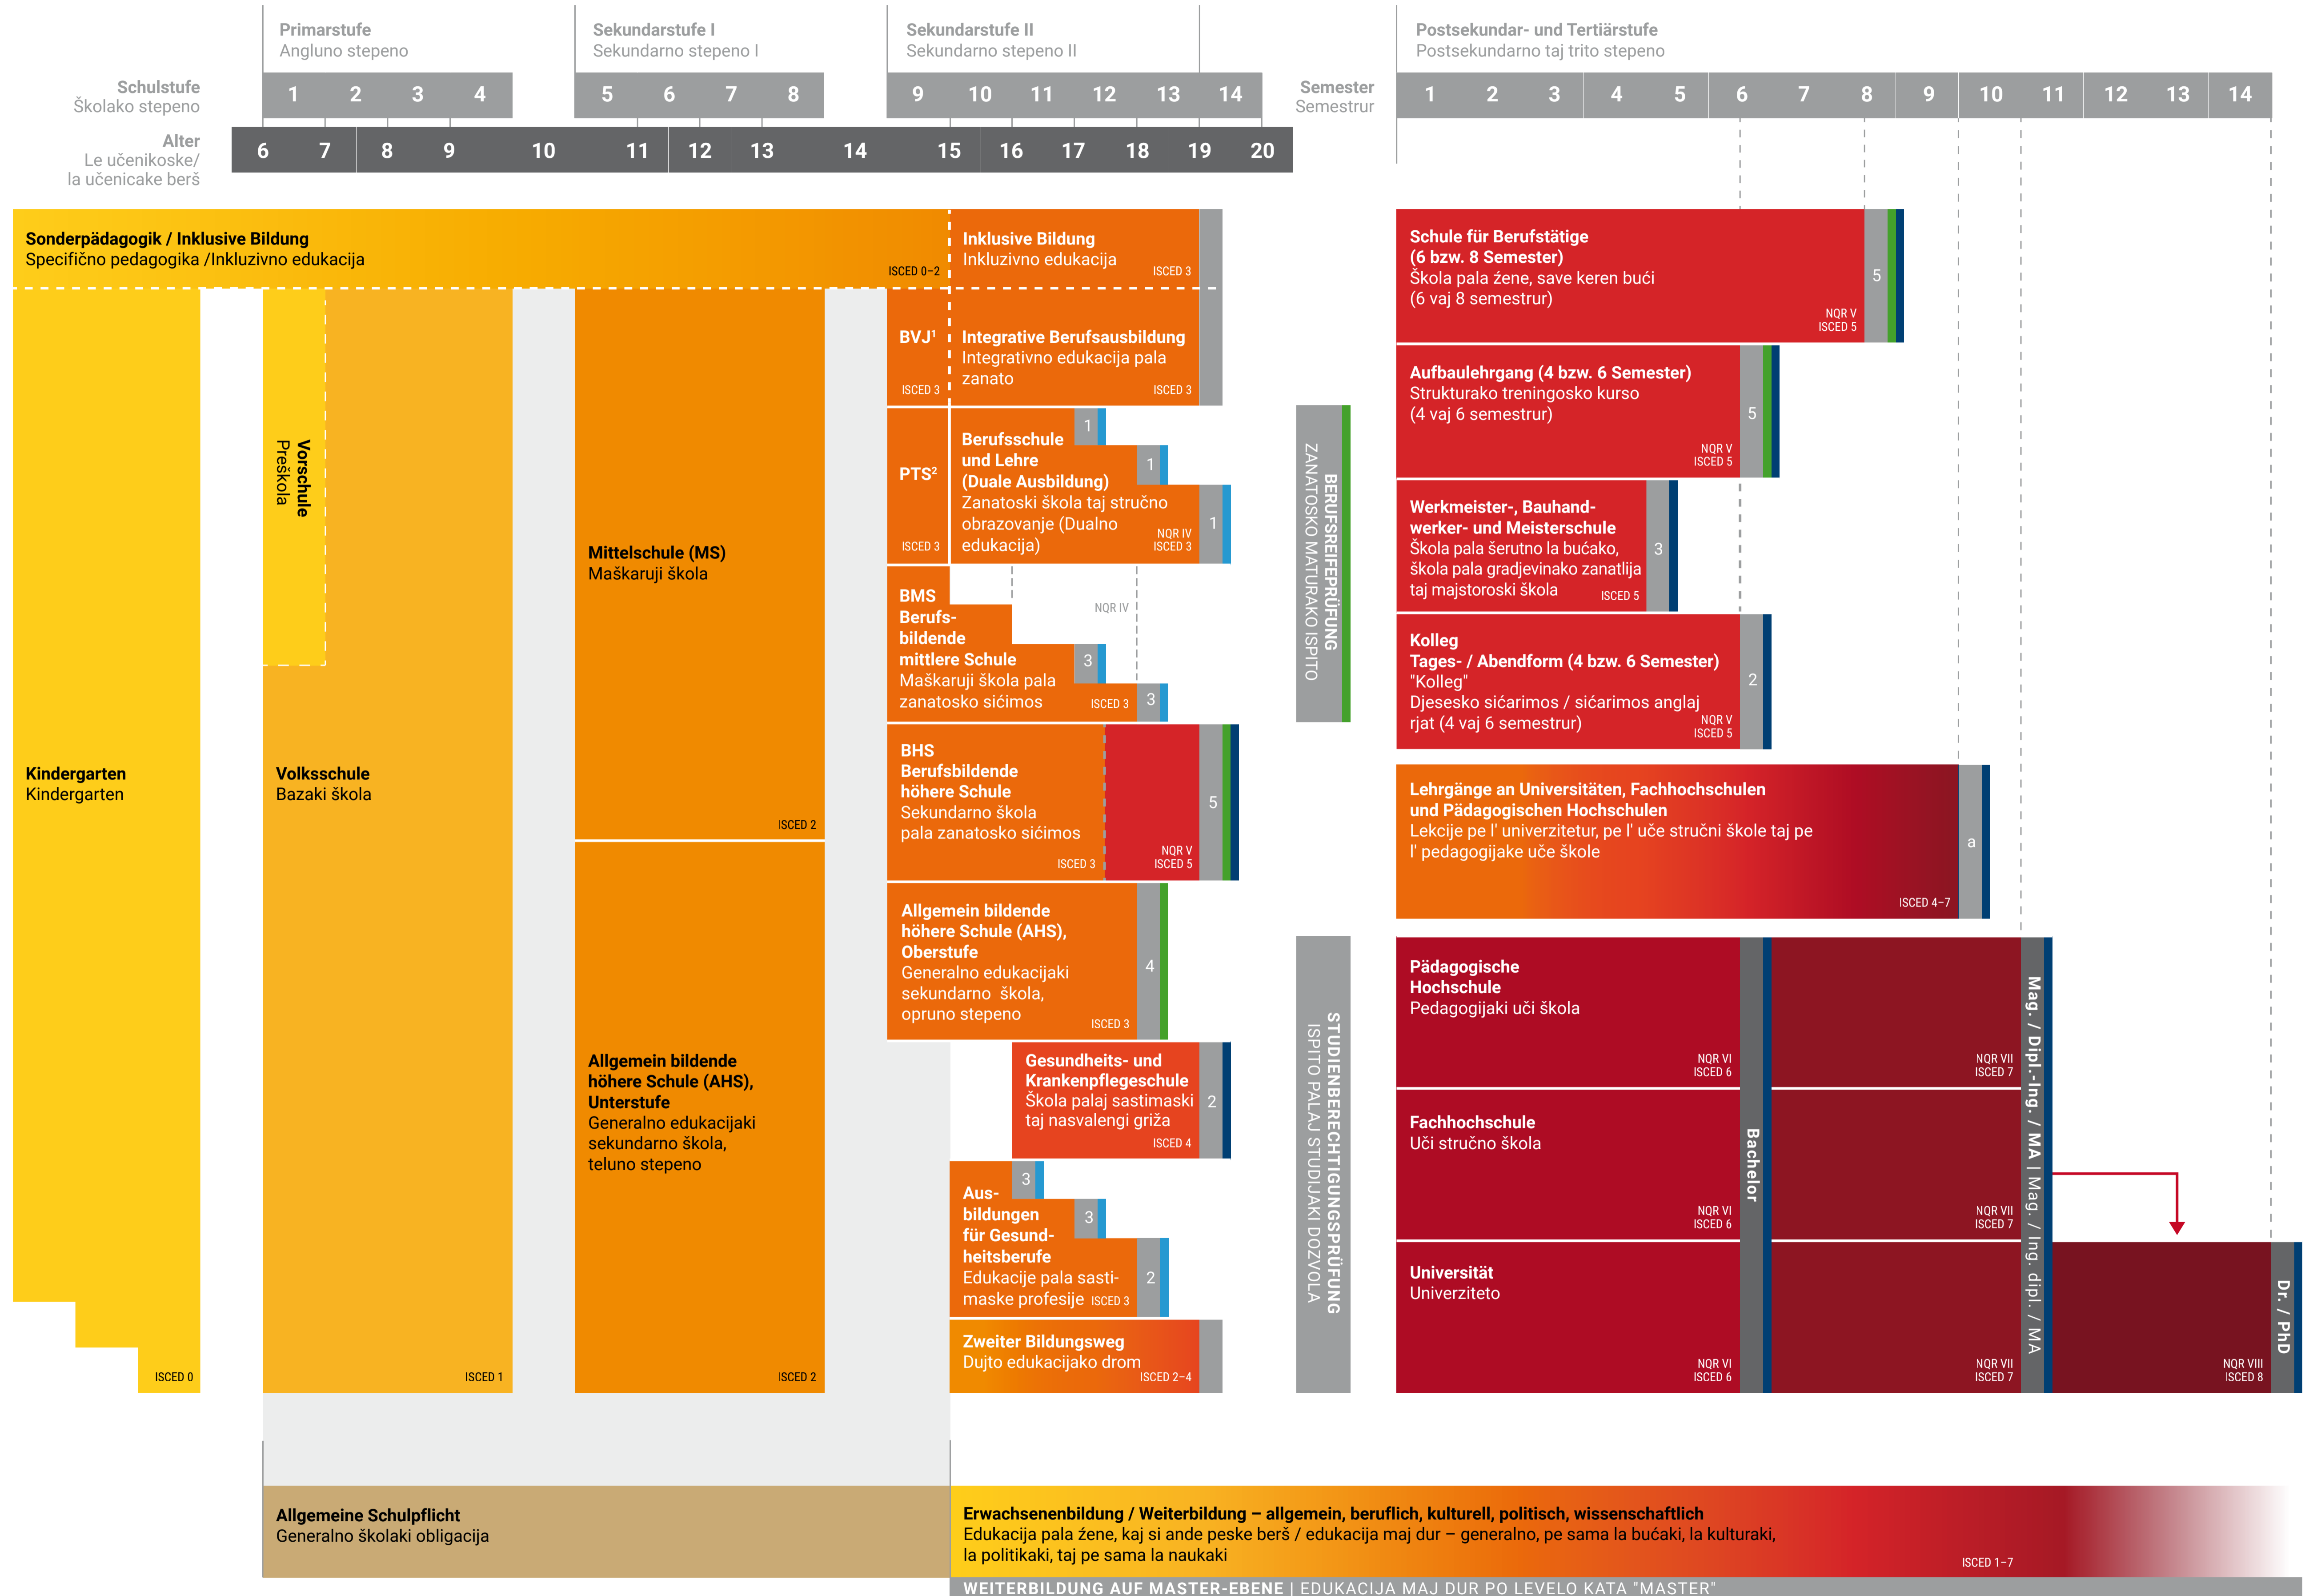 Primarstufe
Angluno stepeno
Sekundarstufe I
Sekundarno stepeno I
Sekundarstufe II
Sekundarno stepeno II
Postsekundar- und Tertiärstufe
Postsekundarno taj trito stepeno
Schulstufe
Školako stepeno
1 2 3 4 5 6 7 8 9 10 11 12 13 14
Semester
Semestrur
1 2 3 4 5 6 7 8 9 10 11 12 13 14
Alter
Le učenikoske/
la učenicake berš
6 7 8 9 10 11 12 13 14 15 16 17 18 19 20
Sonderpädagogik / Inklusive Bildung
Specifično pedagogika /Inkluzivno edukacija
ISCED 0–2
Inklusive Bildung
Inkluzivno edukacija
ISCED 3
BVJ¹
ISCED 3
Integrative Berufsausbildung
Integrativno edukacija pala
zanato
ISCED 3
PTS²
ISCED 3
Berufsschule
und Lehre
(Duale Ausbildung)
Zanatoski škola taj stručno
obrazovanje (Dualno
edukacija)
NQR IV
ISCED 3
1
1
1
BMS
Berufs-
bildende
mittlere Schule
Maškaruji škola pala
zanatosko sićimos
ISCED 3
NQR IV
3
3
BHS
Berufsbildende
höhere Schule
Sekundarno škola
pala zanatosko sićimos
ISCED 3
NQR V
ISCED 5
5
Allgemein bildende
höhere Schule (AHS),
Oberstufe
Generalno edukacijaki
sekundarno škola,
opruno stepeno
ISCED 3
4
Gesundheits- und
Krankenpflegeschule
Škola palaj sastimaski
taj nasvalengi griža
ISCED 4
2
Aus-
bildungen
für Gesund-
heitsberufe
Edukacije pala sasti-
maske profesije
ISCED 3
3
3
2
Zweiter Bildungsweg
Dujto edukacijako drom
ISCED 2–4
Kindergarten
Kindergarten
ISCED 0
Vorschule
Preškola
Volksschule
Bazaki škola
ISCED 1
Mittelschule (MS)
Maškaruji škola
ISCED 2
Allgemein bildende
höhere Schule (AHS),
Unterstufe
Generalno edukacijaki
sekundarno škola,
teluno stepeno
ISCED 2
BERUFSREIFEPRÜFUNG
ZANATOSKO MATURAKO ISPITO
STUDIENBERECHTIGUNGSPRÜFUNG
ISPITO PALAJ STUDIJAKI DOZVOLA
Schule für Berufstätige
(6 bzw. 8 Semester)
Škola pala źene, save keren bući
(6 vaj 8 semestrur)
NQR V
ISCED 5
5
Aufbaulehrgang (4 bzw. 6 Semester)
Strukturako treningosko kurso
(4 vaj 6 semestrur)
NQR V
ISCED 5
5
Werkmeister-, Bauhand-
werker- und Meisterschule
Škola pala šerutno la bućako,
škola pala gradjevinako zanatlija
taj majstoroski škola
ISCED 5
3
Kolleg
Tages- / Abendform (4 bzw. 6 Semester)
"Kolleg"
Djesesko sićarimos / sićarimos anglaj
rjat (4 vaj 6 semestrur)
NQR V
ISCED 5
2
Lehrgänge an Universitäten, Fachhochschulen
und Pädagogischen Hochschulen
Lekcije pe l' univerzitetur, pe l' uče stručni škole taj pe
l' pedagogijake uče škole
ISCED 4–7
a
Pädagogische
Hochschule
Pedagogijaki uči škola
NQR VI
ISCED 6
NQR VII
ISCED 7
Fachhochschule
Uči stručno škola
NQR VI
ISCED 6
NQR VII
ISCED 7
Universität
Univerziteto
NQR VI
ISCED 6
NQR VII
ISCED 7
NQR VIII
ISCED 8
Bachelor
Mag. / Dipl.-Ing. / MA | Mag. / Ing. dipl. / MA
Dr. / PhD
Allgemeine Schulpflicht
Generalno školaki obligacija
Erwachsenenbildung / Weiterbildung – allgemein, beruflich, kulturell, politisch, wissenschaftlich
Edukacija pala źene, kaj si ande peske berš / edukacija maj dur – generalno, pe sama la bućaki, la kulturaki,
la politikaki, taj pe sama la naukaki
ISCED 1–7
WEITERBILDUNG AUF MASTER-EBENE | EDUKACIJA MAJ DUR PO LEVELO KATA "MASTER"